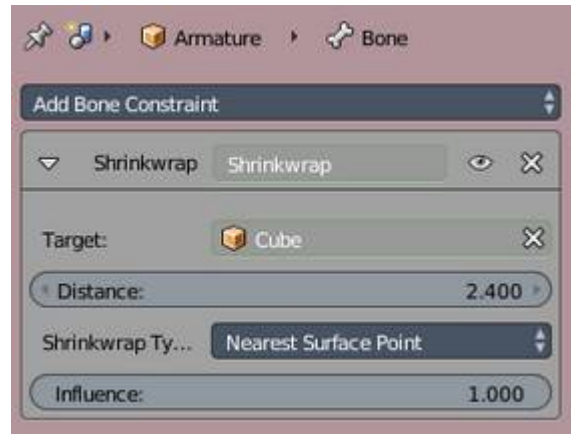 Armature Bone
Add Bone Constraint
Shrinkwrap Shrinkwrap
Target: Cube
Distance: 2.400
Shrinkwrap Ty... Nearest Surface Point
Influence: 1.000